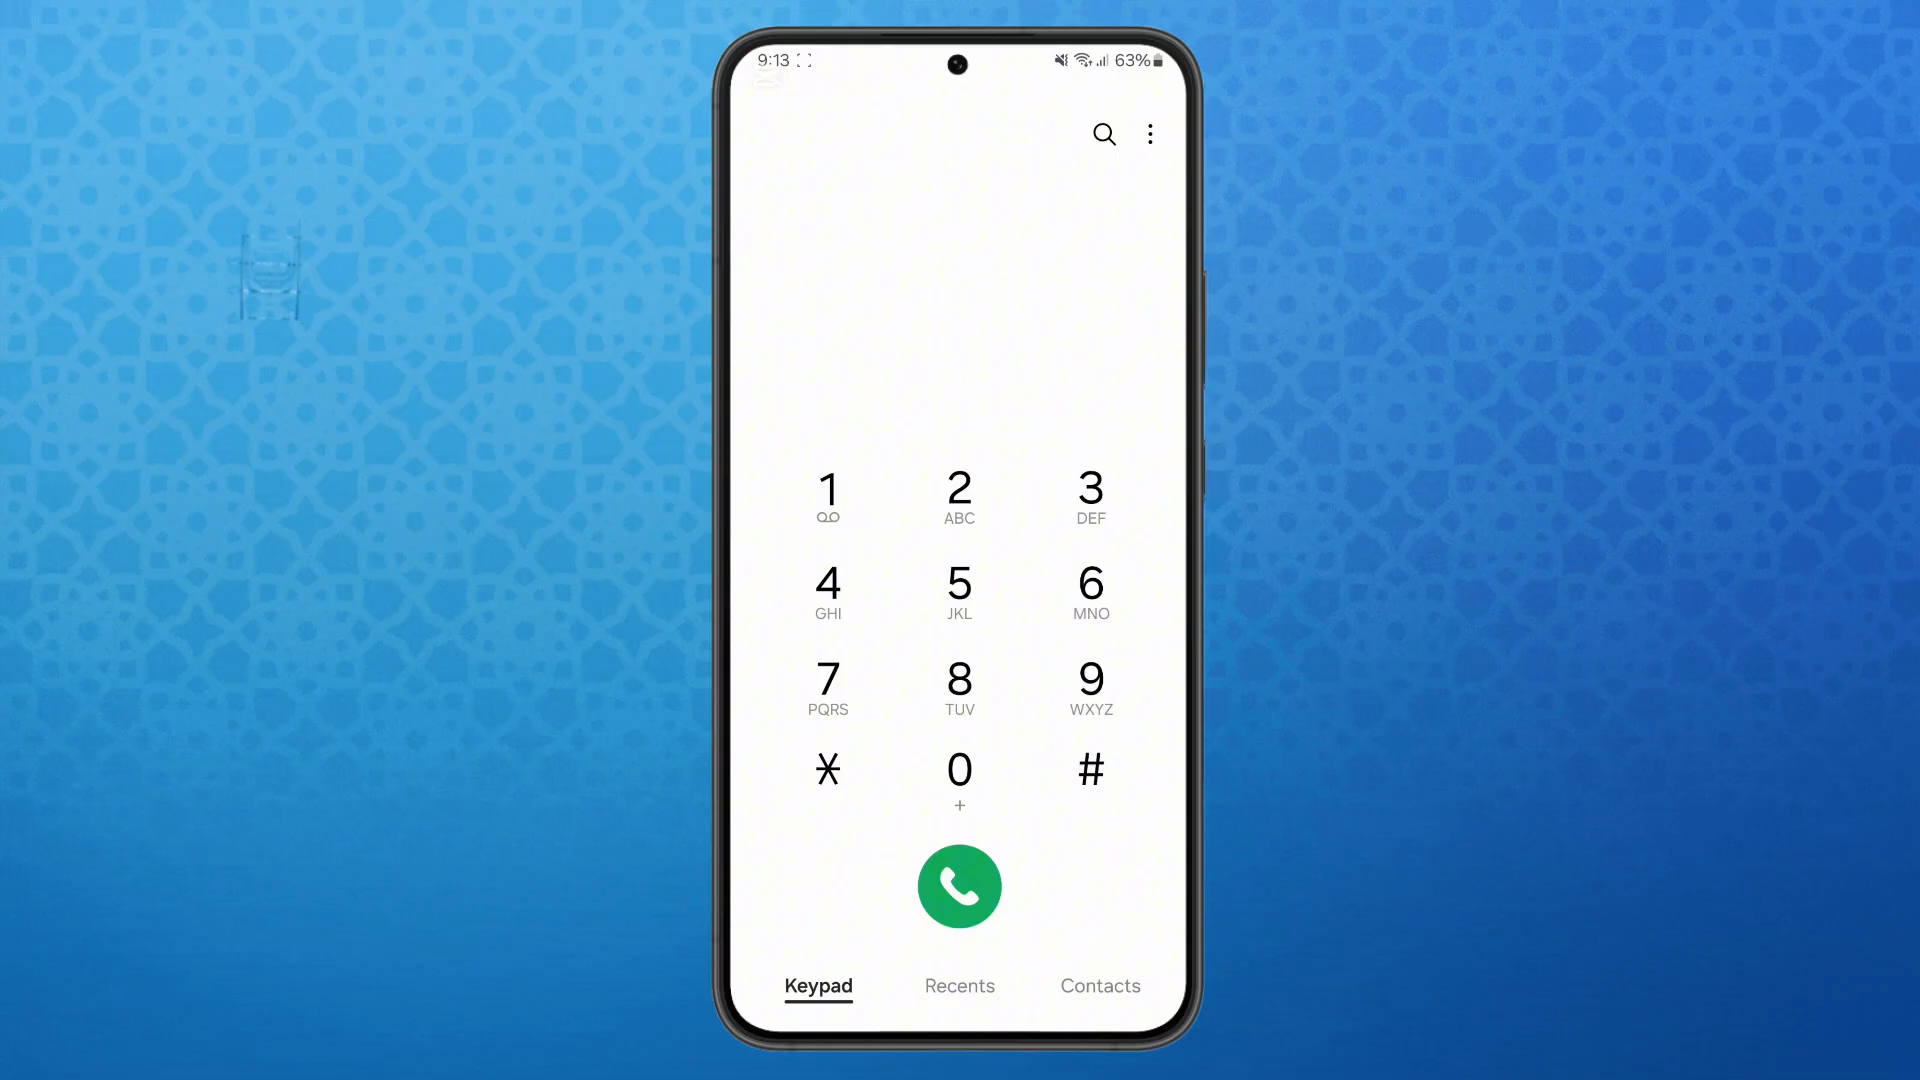 9:13 63%
1 2 3
ABC DEF
4 5 6
GHI JKL MNO
7 8 9
PQRS TUV WXYZ
* 0 #
+
Keypad Recents Contacts